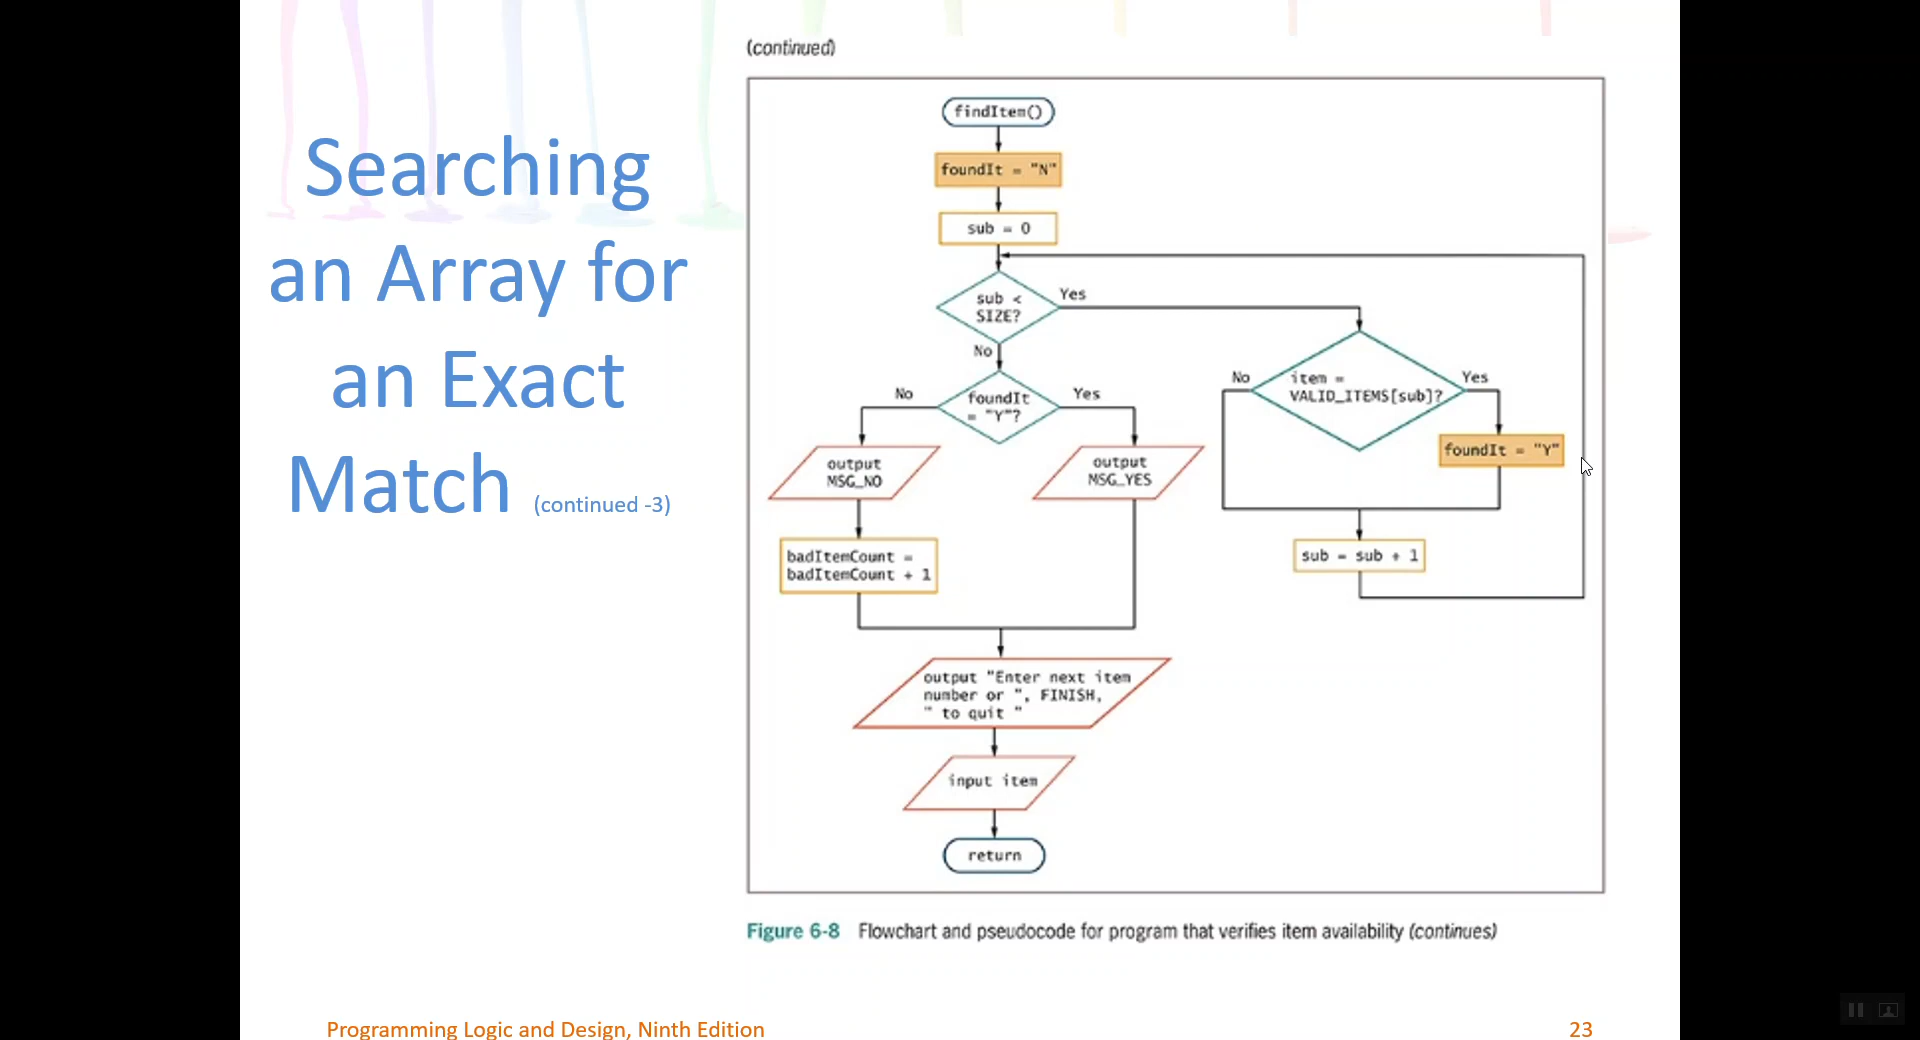 Searching
an Array for
an Exact
Match (continued -3)
(continued)
findItem()
foundIt = "N"
sub = 0
sub <
SIZE?
Yes
No
item =
VALID_ITEMS[sub]?
No
Yes
foundIt = "Y"
sub = sub + 1
foundIt
= "Y"?
No
Yes
output
MSG_NO
output
MSG_YES
badItemCount =
badItemCount + 1
output "Enter next item
number or ", FINISH,
" to quit "
input item
return
Figure 6-8 Flowchart and pseudocode for program that verifies item availability (continues)
Programming Logic and Design, Ninth Edition
23